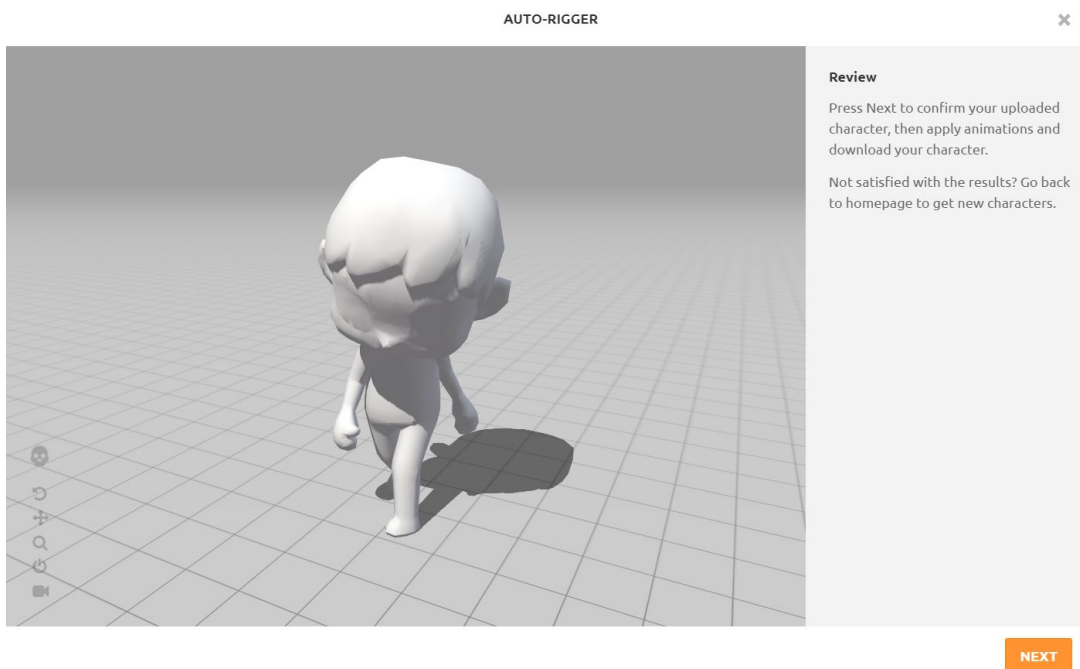 AUTO-RIGGER
Review
Press Next to confirm your uploaded
character, then apply animations and
download your character.
Not satisfied with the results? Go back
to homepage to get new characters.
NEXT